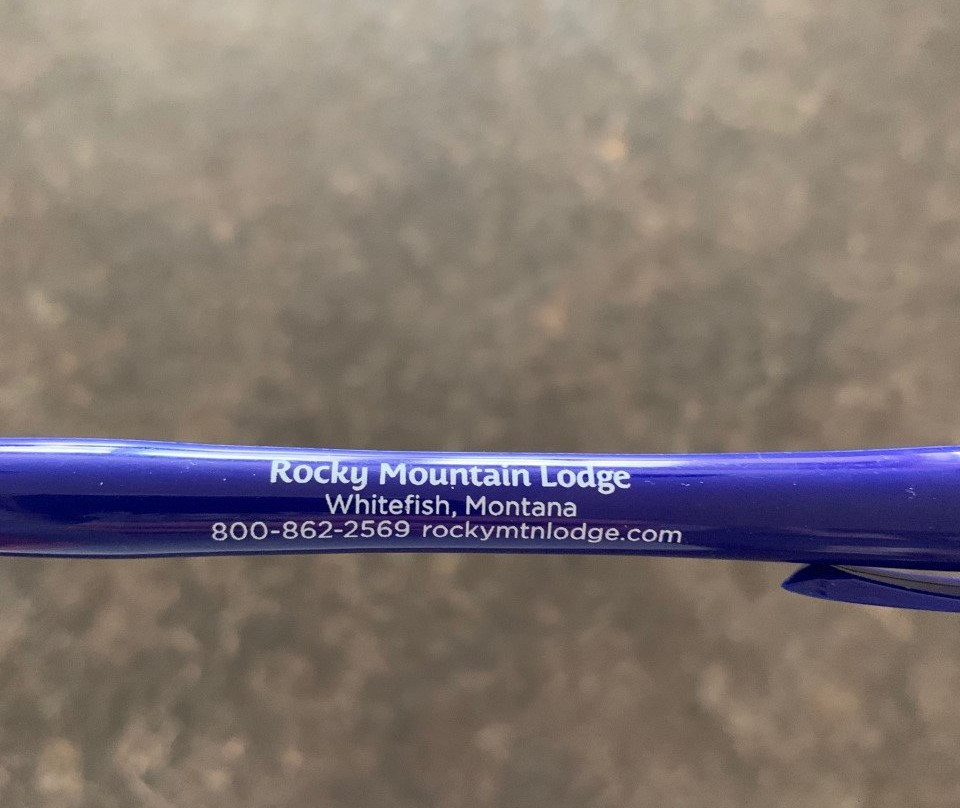 Rocky Mountain Lodge
Whitefish, Montana
800-862-2569 rockymtnlodge.com